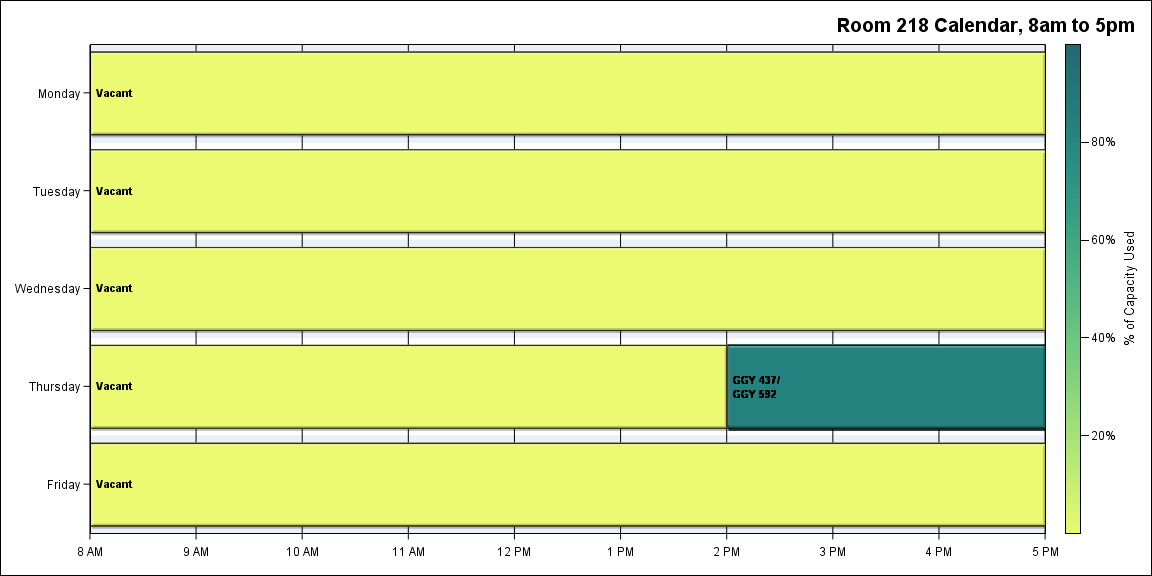 Room 218 Calendar, 8am to 5pm
Monday
Vacant
Tuesday
Vacant
Wednesday
Vacant
Thursday
Vacant
GGY 437/
GGY 592
Friday
Vacant
8 AM 9 AM 10 AM 11 AM 12 PM 1 PM 2 PM 3 PM 4 PM 5 PM
80%
60%
40%
20%
% of Capacity Used